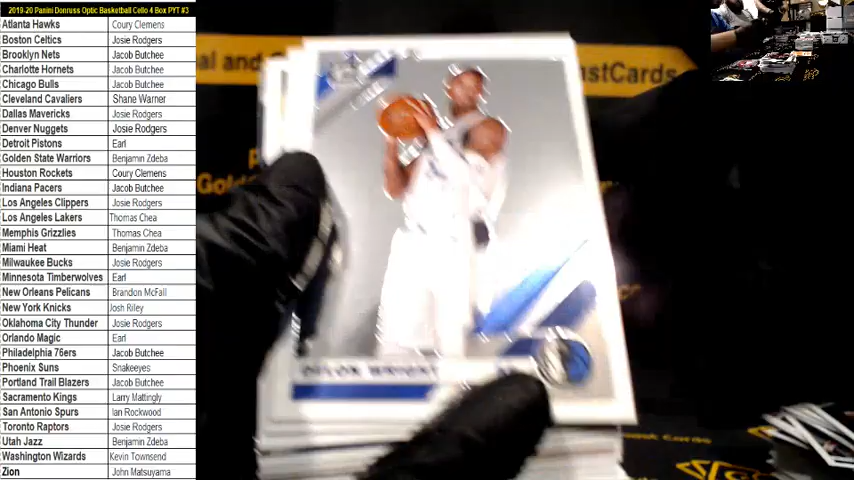 2019-20 Panini Donruss Optic Basketball Cello 4 Box PYT #3
Atlanta Hawks Coury Clemens
Boston Celtics Josie Rodgers
Brooklyn Nets Jacob Butchee
Charlotte Hornets Jacob Butchee
Chicago Bulls Jacob Butchee
Cleveland Cavaliers Shane Warner
Dallas Mavericks Josie Rodgers
Denver Nuggets Josie Rodgers
Detroit Pistons Earl
Golden State Warriors Benjamin Zdeba
Houston Rockets Coury Clemens
Indiana Pacers Jacob Butchee
Los Angeles Clippers Josie Rodgers
Los Angeles Lakers Thomas Chea
Memphis Grizzlies Thomas Chea
Miami Heat Benjamin Zdeba
Milwaukee Bucks Josie Rodgers
Minnesota Timberwolves Earl
New Orleans Pelicans Brandon McFall
New York Knicks Josh Riley
Oklahoma City Thunder Josie Rodgers
Orlando Magic Earl
Philadelphia 76ers Jacob Butchee
Phoenix Suns Snakeeyes
Portland Trail Blazers Jacob Butchee
Sacramento Kings Larry Mattingly
San Antonio Spurs Ian Rockwood
Toronto Raptors Josie Rodgers
Utah Jazz Benjamin Zdeba
Washington Wizards Kevin Townsend
Zion John Matsuyama
al and
astCards
Gold
WRIGHT
Cards